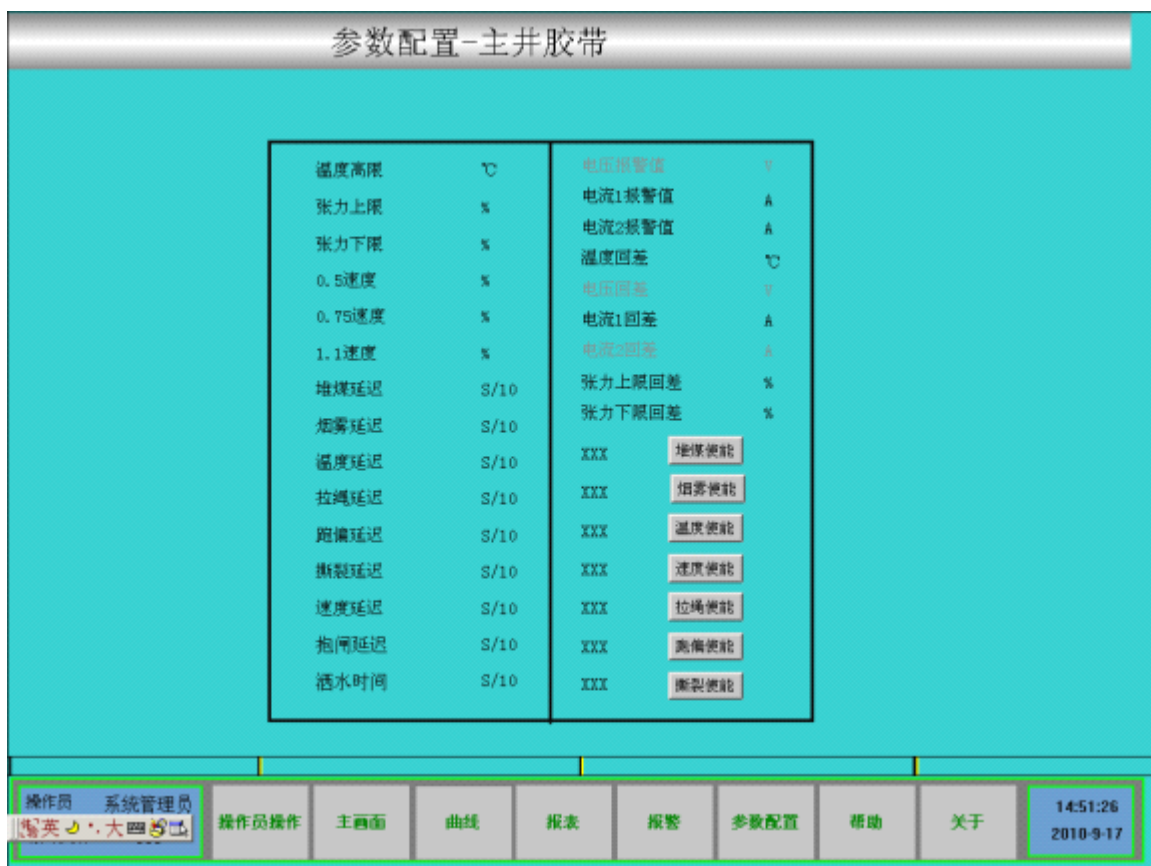 参数配置-主井胶带
温度高限 ℃
张力上限 %
张力下限 %
0.5速度 %
0.75速度 %
1.1速度 %
堆煤延迟 S/10
烟雾延迟 S/10
温度延迟 S/10
拉绳延迟 S/10
跑偏延迟 S/10
撕裂延迟 S/10
速度延迟 S/10
抱闸延迟 S/10
洒水时间 S/10
电压报警值 V
电流1报警值 A
电流2报警值 A
温度回差 ℃
电压回差 V
电流1回差 A
电流2回差 A
张力上限回差 %
张力下限回差 %
XXX 堆煤使能
XXX 烟雾使能
XXX 温度使能
XXX 速度使能
XXX 拉绳使能
XXX 跑偏使能
XXX 撕裂使能
操作员 系统管理员
英 大
操作员操作 主画面 曲线 报表 报警 参数配置 帮助 关于
14:51:26
2010-9-17